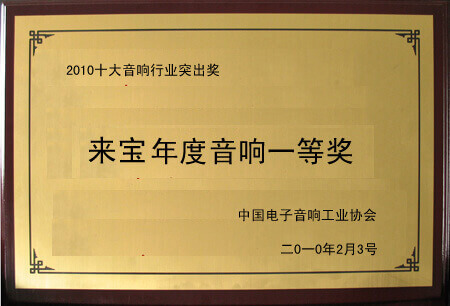 2010十大音响行业突出奖
来宝年度音响一等奖
中国电子音响工业协会
二0一0年2月3号